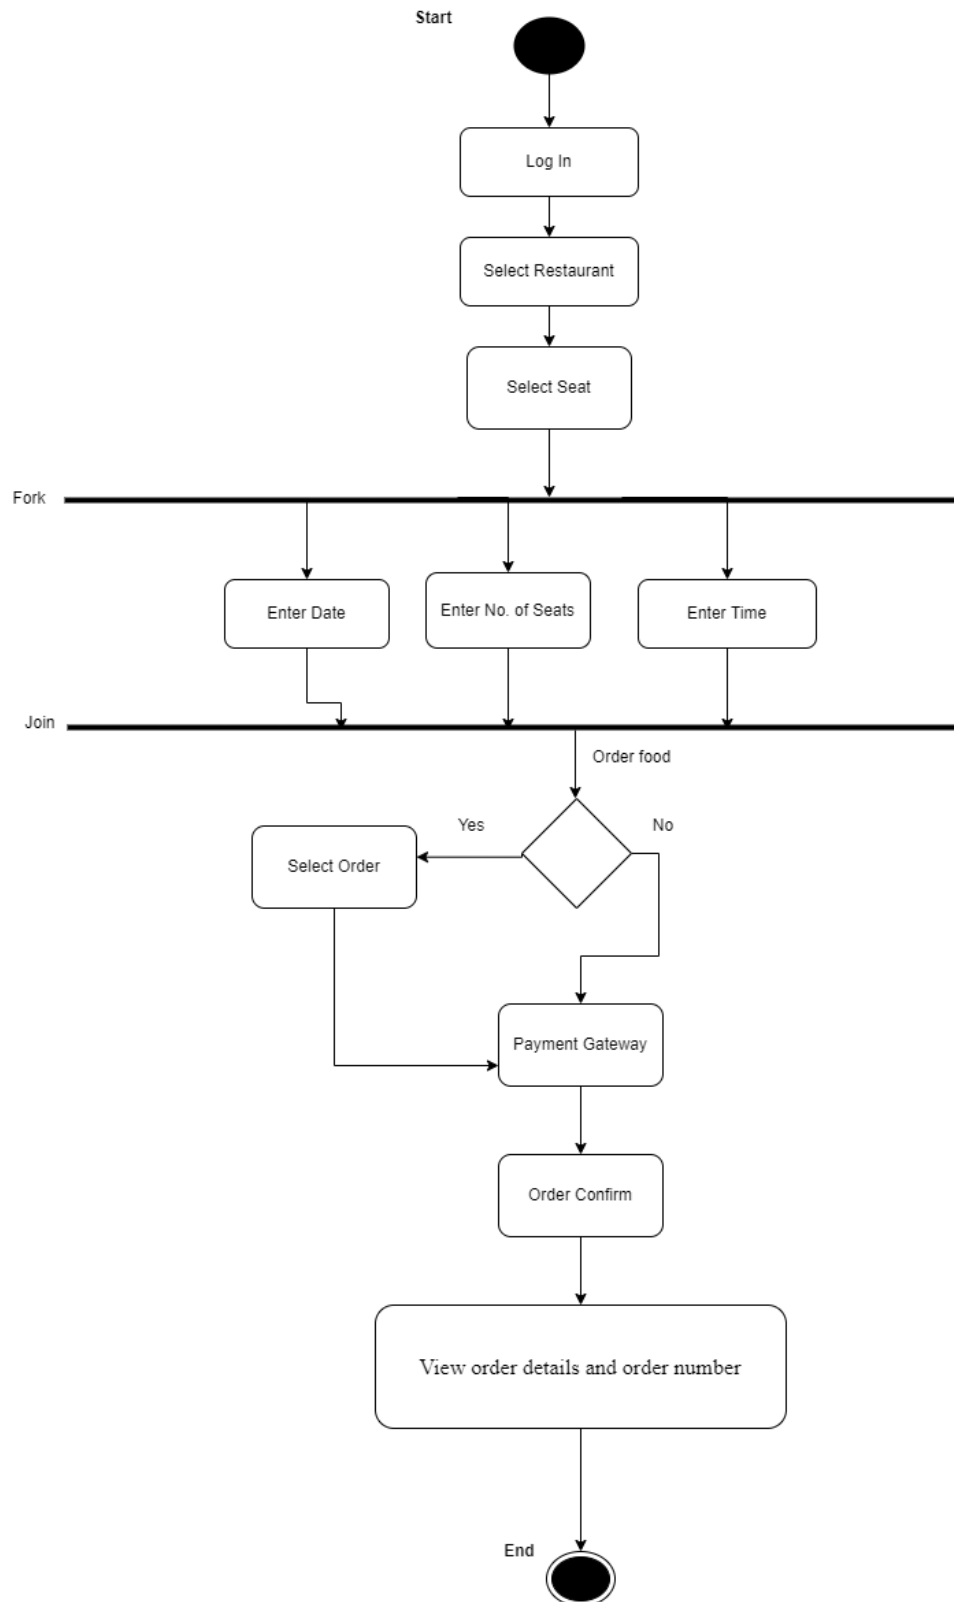 Start
Log In
Select Restaurant
Select Seat
Fork
Enter Date
Enter No. of Seats
Enter Time
Join
Order food
Yes
No
Select Order
Payment Gateway
Order Confirm
View order details and order number
End